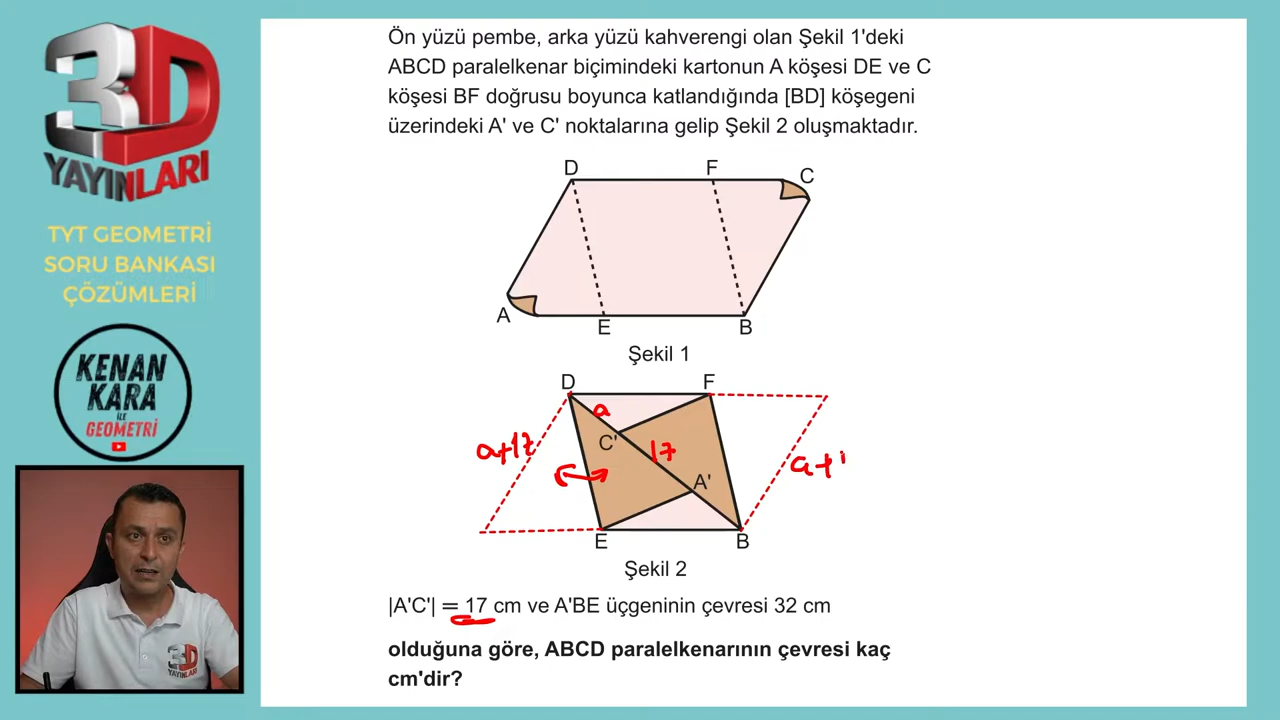 3D
YAYINLARI
TYT GEOMETRİ
SORU BANKASI
ÇÖZÜMLERİ
KENAN
KARA
İLE
GEOMETRİ
3D
YAYINLARI
Ön yüzü pembe, arka yüzü kahverengi olan Şekil 1'deki
ABCD paralelkenar biçimindeki kartonun A köşesi DE ve C
köşesi BF doğrusu boyunca katlandığında [BD] köşegeni
üzerindeki A' ve C' noktalarına gelip Şekil 2 oluşmaktadır.
D F C
A E B
Şekil 1
D F
a
C' 17
a+17 a+1
A'
E B
Şekil 2
|A'C'| = 17 cm ve A'BE üçgeninin çevresi 32 cm
olduğuna göre, ABCD paralelkenarının çevresi kaç
cm'dir?